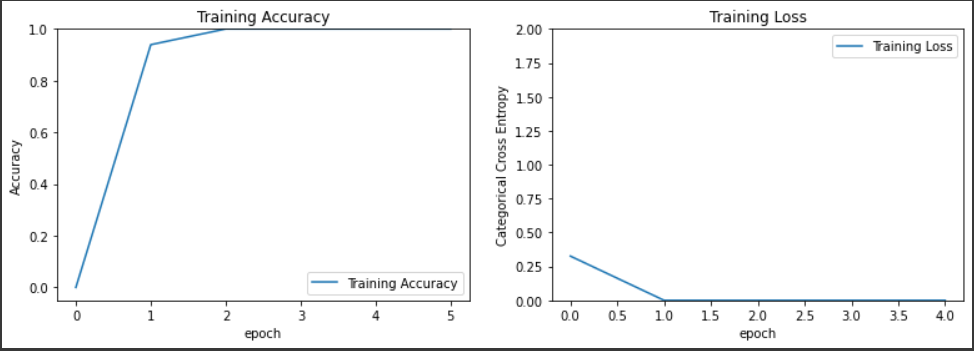 Training Accuracy
1.0
0.8
0.6
0.4
0.2
0.0
Accuracy
Training Accuracy
0 1 2 3 4 5
epoch
Training Loss
2.00
1.75
1.50
1.25
1.00
0.75
0.50
0.25
0.00
Categorical Cross Entropy
Training Loss
0.0 0.5 1.0 1.5 2.0 2.5 3.0 3.5 4.0
epoch